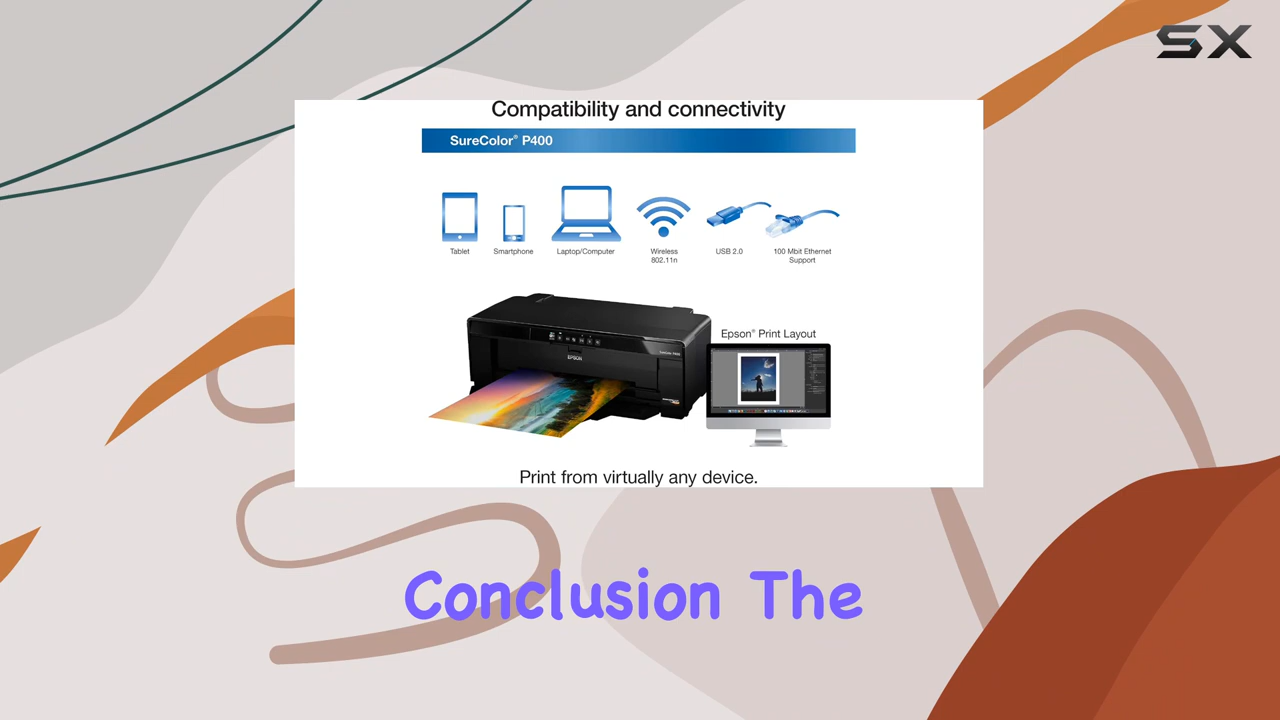 SX
Compatibility and connectivity
SureColor® P400
Tablet
Smartphone
Laptop/Computer
Wireless
802.11n
USB 2.0
100 Mbit Ethernet
Support
Epson® Print Layout
EPSON
Print from virtually any device.
Conclusion The